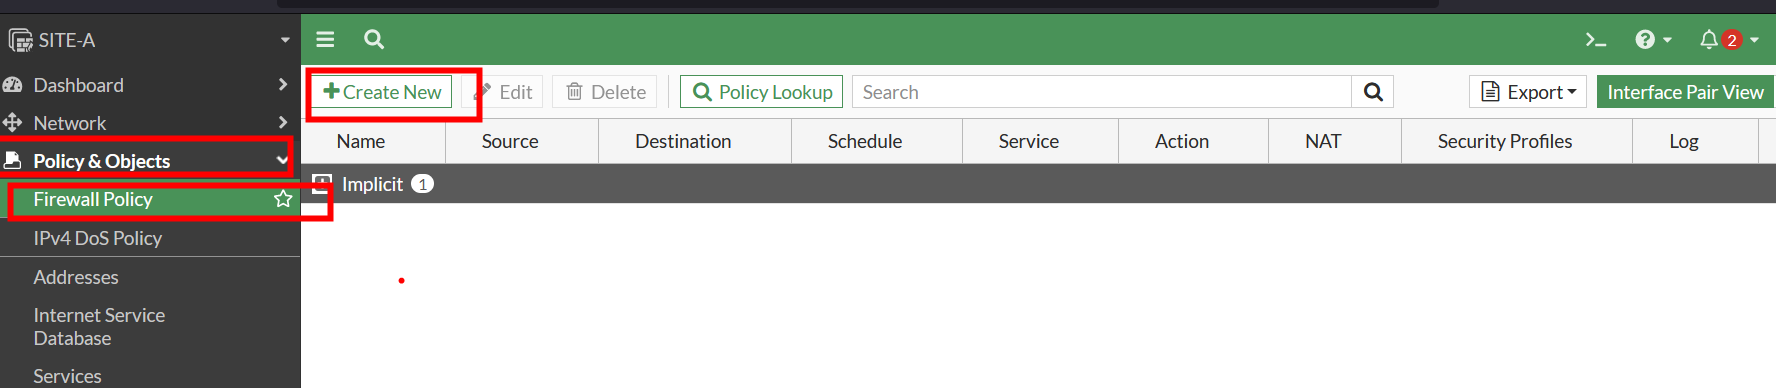 SITE-A
2
Dashboard
Network
Policy & Objects
Firewall Policy
IPv4 DoS Policy
Addresses
Internet Service
Database
Services
Create New Edit Delete Policy Lookup Search Export Interface Pair View
Name Source Destination Schedule Service Action NAT Security Profiles Log
Implicit 1